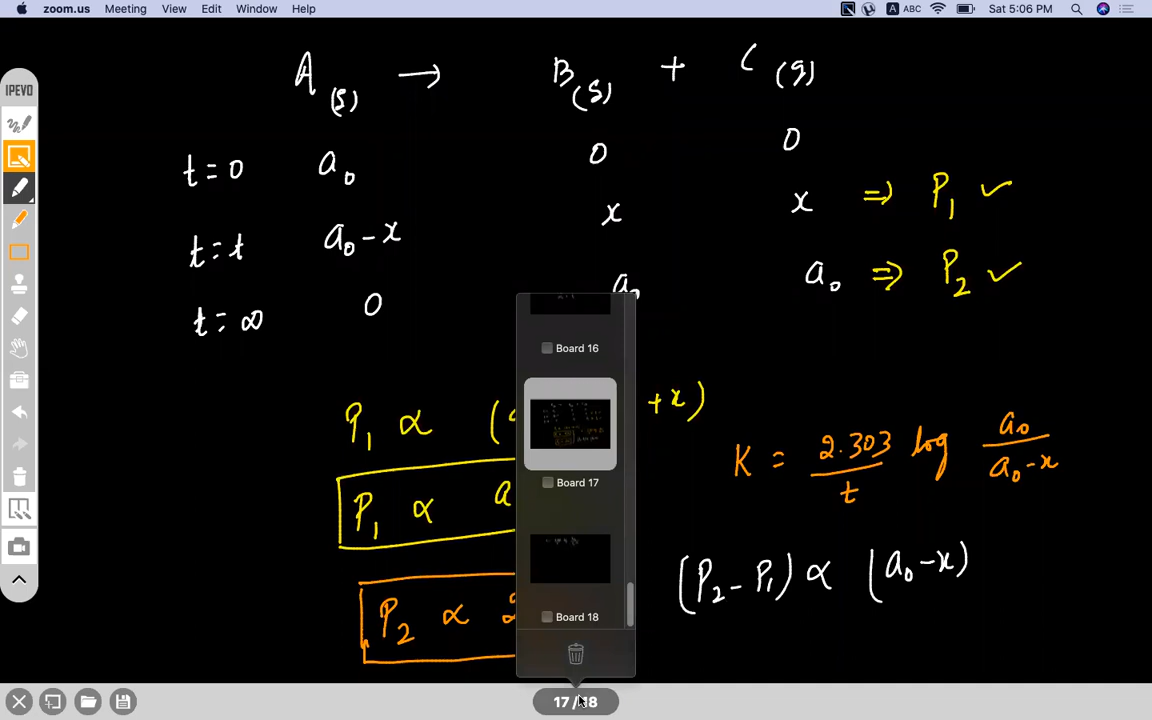 zoom.us Meeting View Edit Window Help ABC Sat 5:06 PM
IPEVO
A(g) → B(g) + C(g)
t = 0 a₀ 0 0
t = t a₀ - x x x ⇒ P₁ ✓
t = ∞ 0 a₀ a₀ ⇒ P₂ ✓
Board 16
P₁ ∝ ( + x)
K = 2.303/t log a₀/a₀-x
Board 17
P₁ ∝
(P₂ - P₁) ∝ (a₀ - x)
P₂ ∝
Board 18
17 / 18